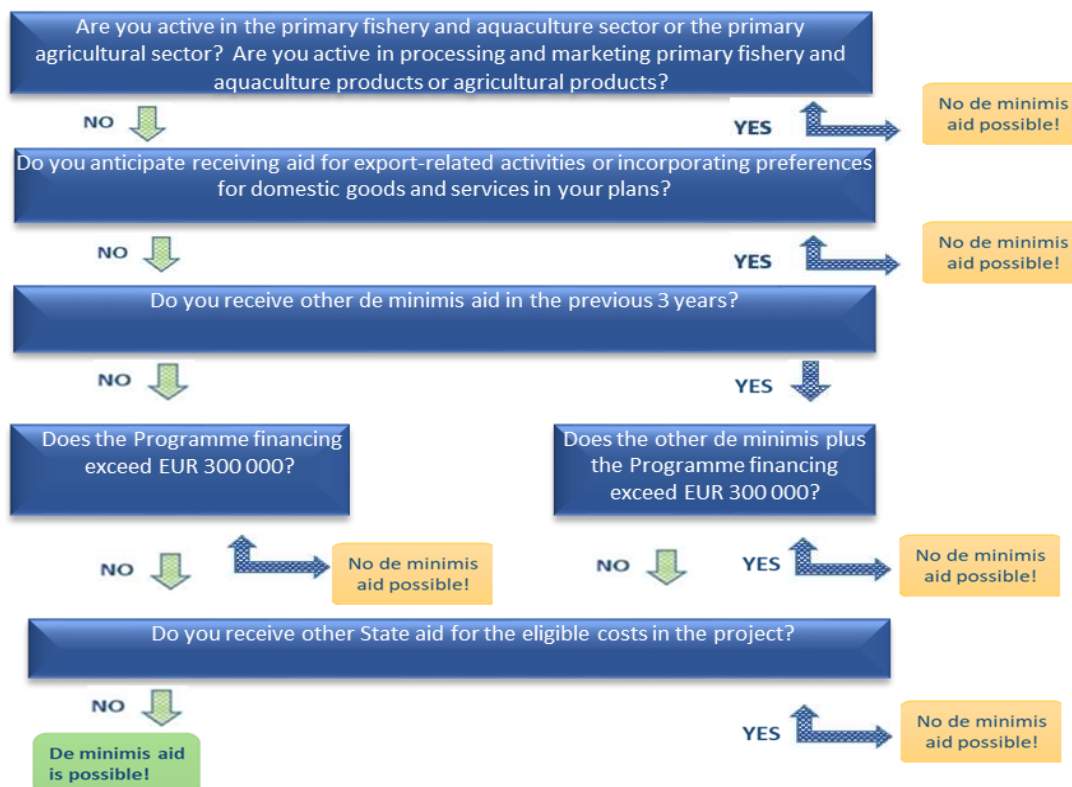 Are you active in the primary fishery and aquaculture sector or the primary
agricultural sector? Are you active in processing and marketing primary fishery and
aquaculture products or agricultural products?
NO
YES
No de minimis
aid possible!
Do you anticipate receiving aid for export-related activities or incorporating preferences
for domestic goods and services in your plans?
NO
YES
No de minimis
aid possible!
Do you receive other de minimis aid in the previous 3 years?
NO
YES
Does the Programme financing
exceed EUR 300 000?
Does the other de minimis plus
the Programme financing
exceed EUR 300 000?
NO
No de minimis
aid possible!
NO
YES
No de minimis
aid possible!
Do you receive other State aid for the eligible costs in the project?
NO
YES
No de minimis
aid possible!
De minimis aid
is possible!